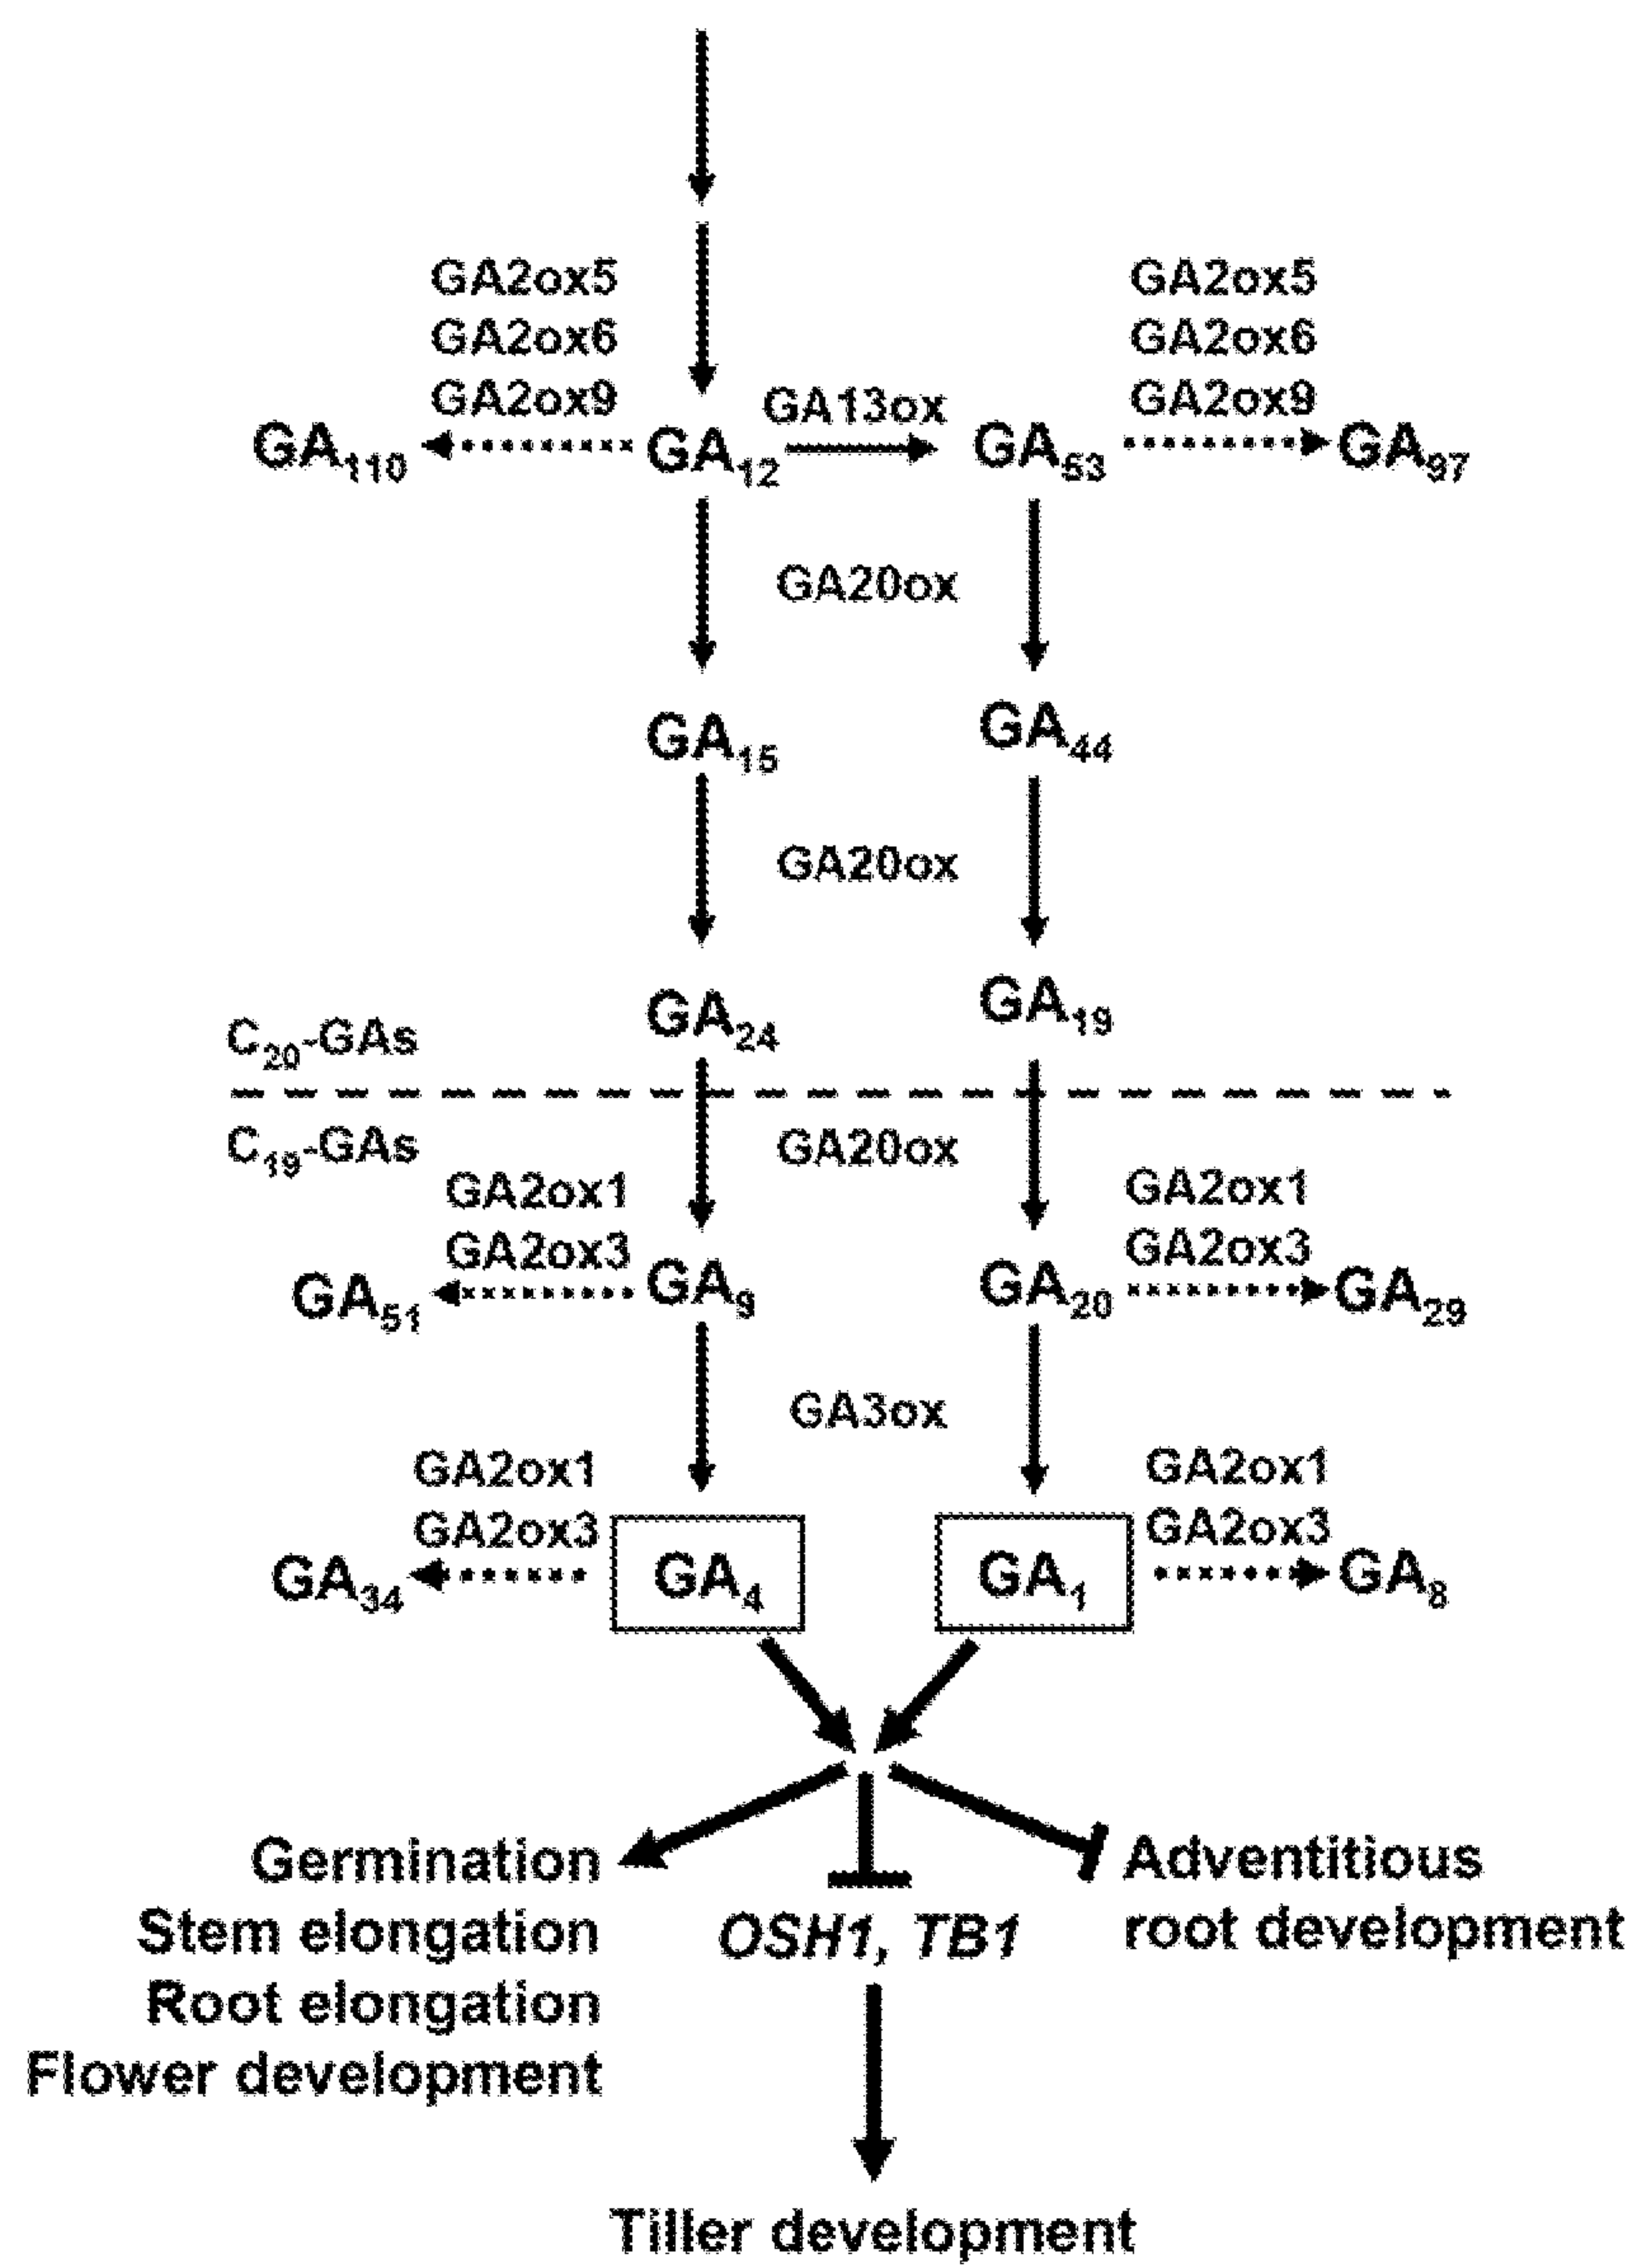 GA2ox5 GA2ox5
GA2ox6 GA2ox6
GA2ox9 GA13ox GA2ox9
GA110 GA12 GA53 GA97
GA20ox
GA15 GA44
GA20ox
GA24 GA19
C20-GAs
C19-GAs GA20ox
GA2ox1 GA2ox1
GA2ox3 GA2ox3
GA51 GA9 GA20 GA29
GA3ox
GA2ox1 GA2ox1
GA2ox3 GA2ox3
GA34 GA4 GA1 GA8
Germination Adventitious
Stem elongation OSH1, TB1 root development
Root elongation
Flower development
Tiller development